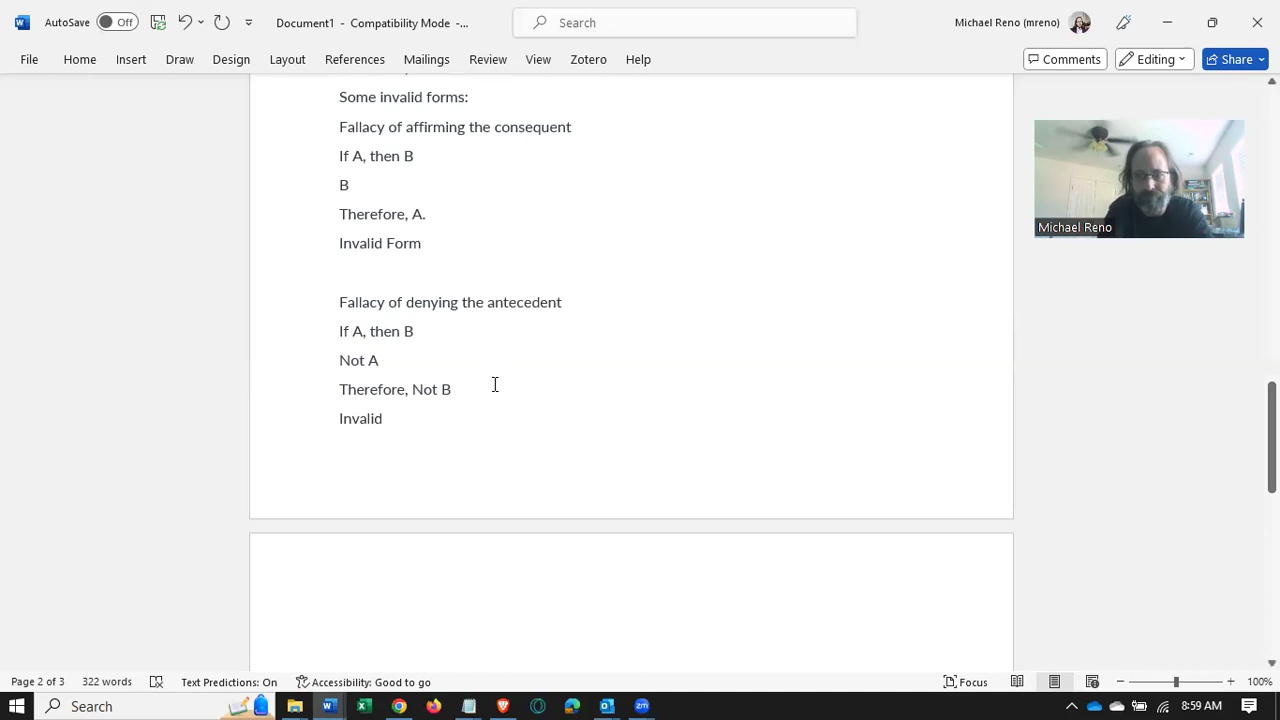 AutoSave Off Document1 - Compatibility Mode -... Search Michael Reno (mreno)
File Home Insert Draw Design Layout References Mailings Review View Zotero Help Comments Editing Share
Some invalid forms:
Fallacy of affirming the consequent
If A, then B
B
Therefore, A.
Invalid Form
Michael Reno
Fallacy of denying the antecedent
If A, then B
Not A
Therefore, Not B
Invalid
Page 2 of 3 322 words Text Predictions: On Accessibility: Good to go Focus 100%
Search 8:59 AM